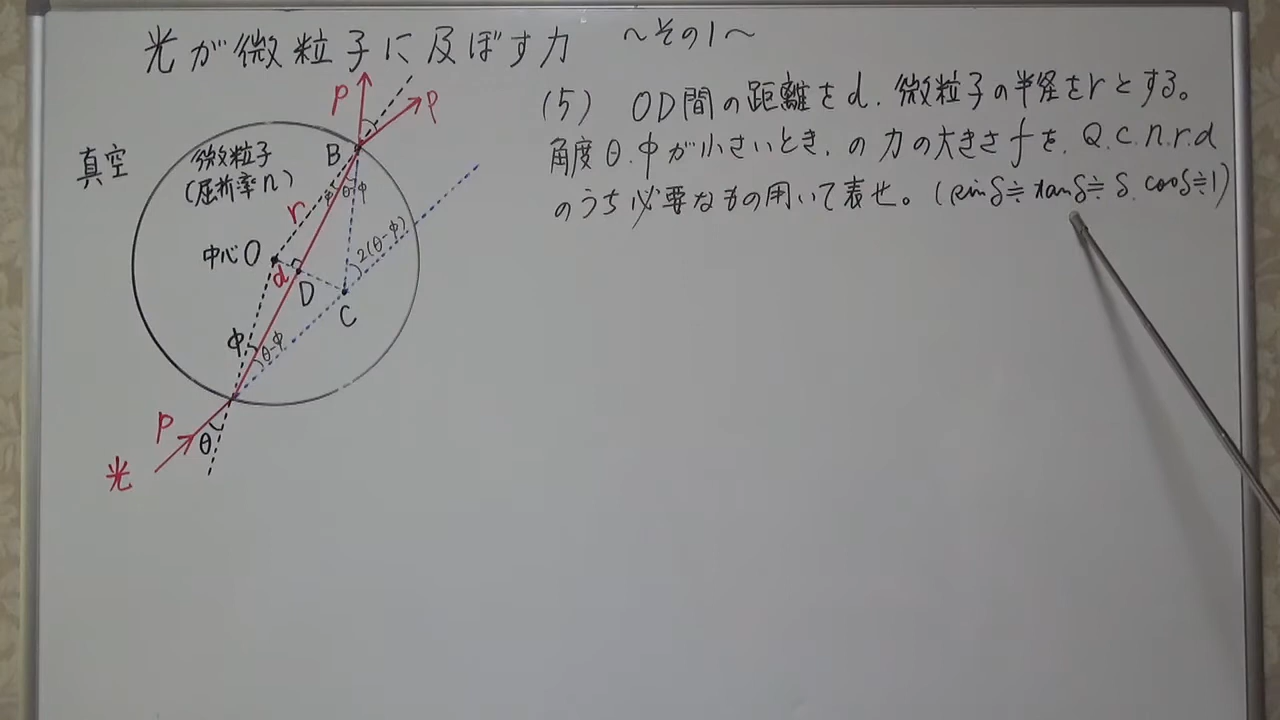 光が微粒子に及ぼす力 ～その1～
(5) OD間の距離をd、微粒子の半径をrとする。
角度θ、φが小さいとき、の力の大きさfを、Q.C.n.r.d
のうち必要なもの用いて表せ。(sinδ≒tanδ≒δ. cosδ≒1)
真空
微粒子
(屈折率n)
P
P
B
θ-φ
r
中心O
d
D
C
2(θ-φ)
φ
θ-φ
P
θ
光